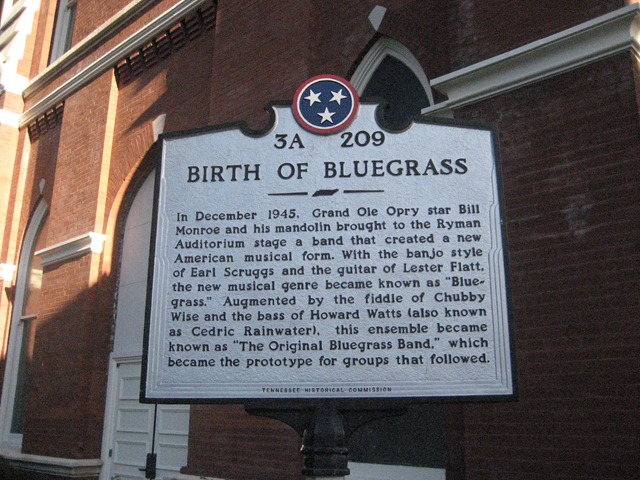 3A 209
BIRTH OF BLUEGRASS
In December 1945, Grand Ole Opry star Bill
Monroe and his mandolin brought to the Ryman
Auditorium stage a band that created a new
American musical form. With the banjo style
of Earl Scruggs and the guitar of Lester Flatt,
the new musical genre became known as "Blue-
grass." Augmented by the fiddle of Chubby
Wise and the bass of Howard Watts (also known
as Cedric Rainwater), this ensemble became
known as "The Original Bluegrass Band," which
became the prototype for groups that followed.
TENNESSEE HISTORICAL COMMISSION